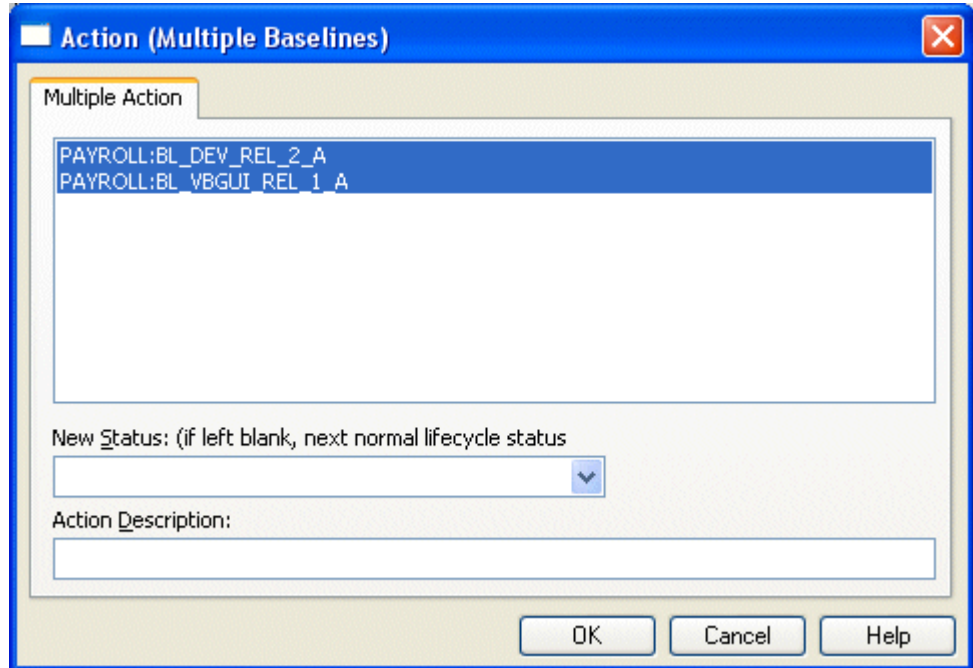 Action (Multiple Baselines)
Multiple Action
PAYROLL:BL_DEV_REL_2_A
PAYROLL:BL_VBGUI_REL_1_A
New Status: (if left blank, next normal lifecycle status
Action Description:
OK Cancel Help